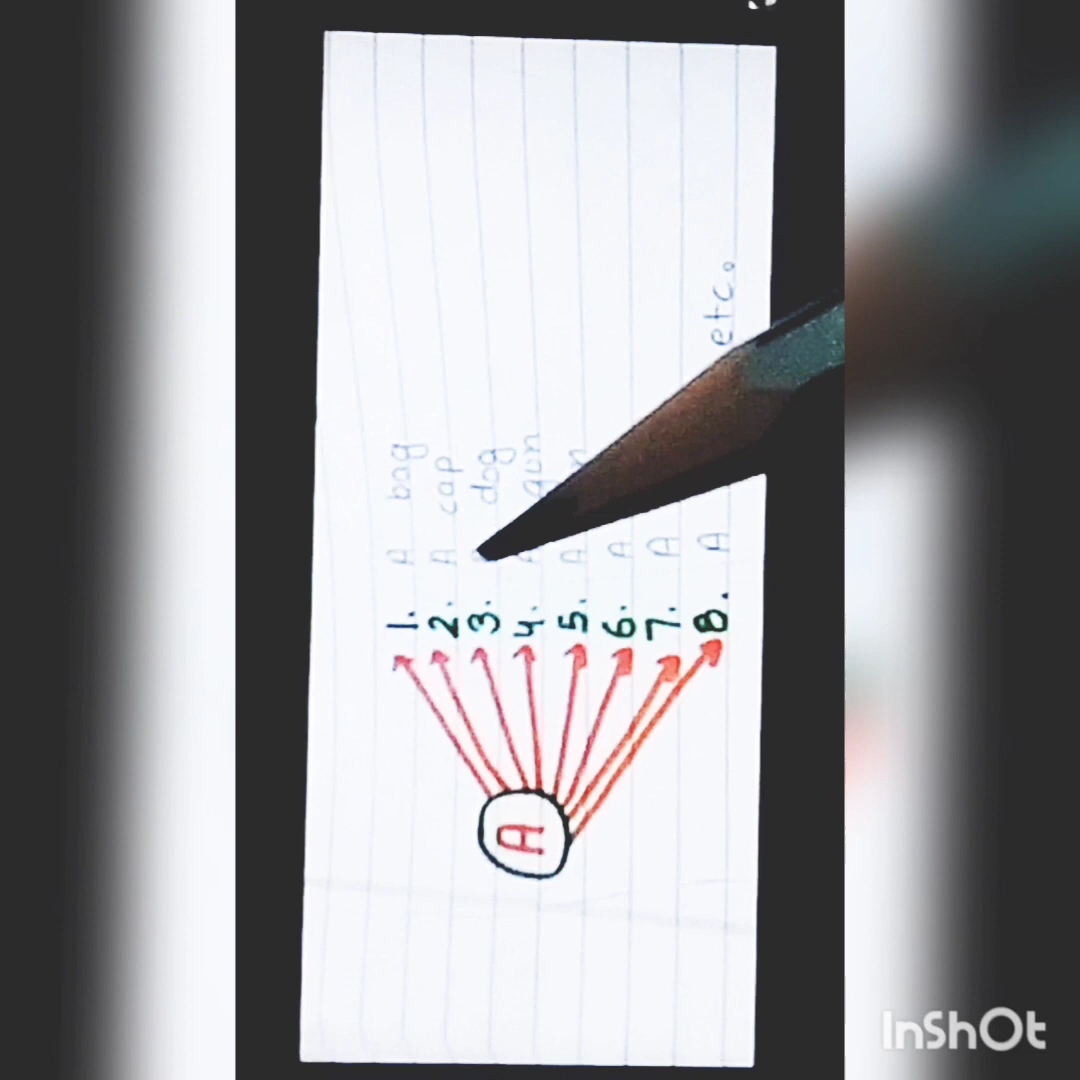 A
1. A bag
2. A cap
3. dog
4. A gun
5. A
6. A
7. A
8. A etc.
InShOt